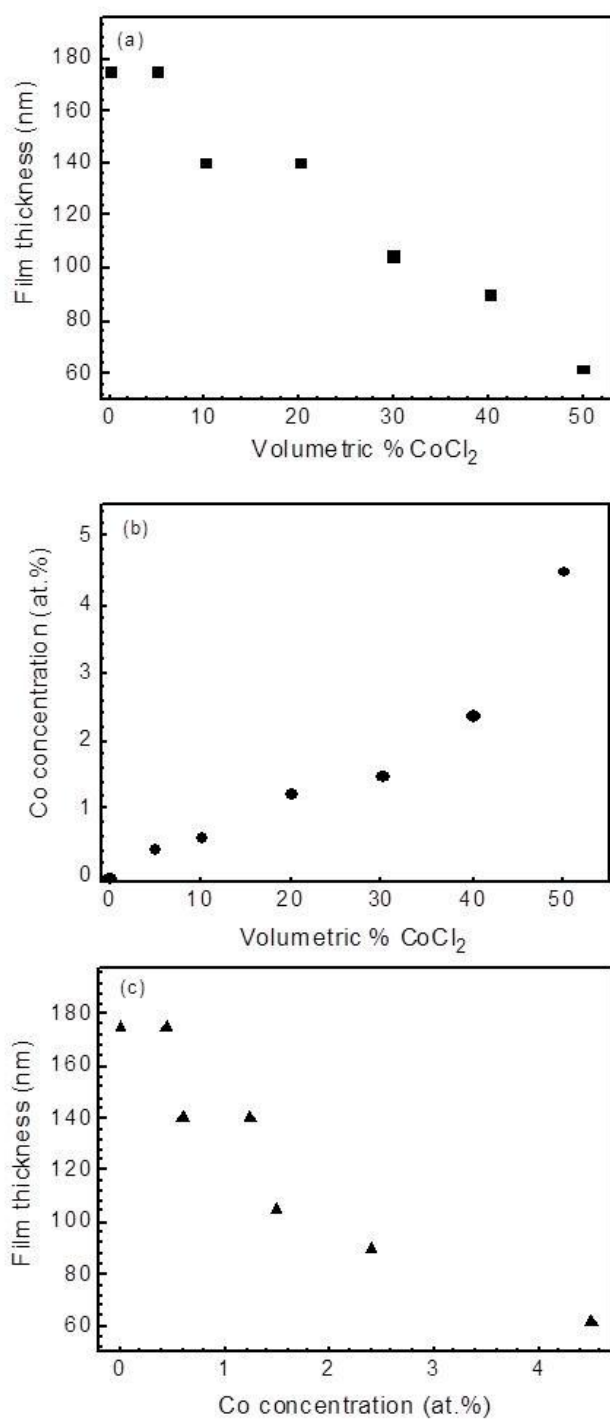 (a)
Film thickness (nm)
180
160
140
120
100
80
60
0 10 20 30 40 50
Volumetric % CoCl₂
(b)
Co concentration (at.%)
5
4
3
2
1
0
0 10 20 30 40 50
Volumetric % CoCl₂
(c)
Film thickness (nm)
180
160
140
120
100
80
60
0 1 2 3 4
Co concentration (at.%)